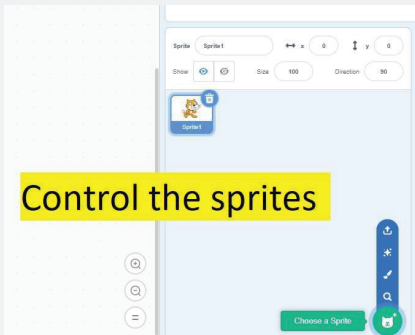 Sprite Sprite1 x 0 y 0
Show Size 100 Direction 90
Sprite1
Control the sprites
Choose a Sprite